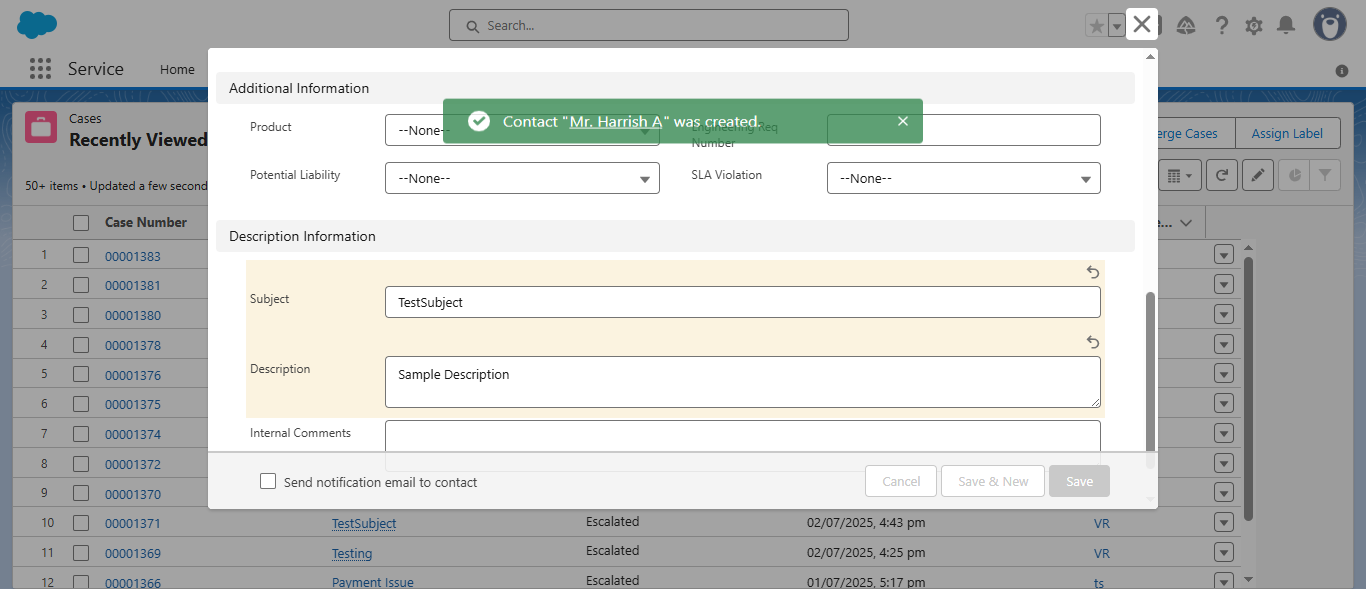 Search...
Service
Home
Cases
Recently Viewed
50+ items • Updated a few second
erge Cases
Assign Label
Case Number
e...
Additional Information
Contact "Mr. Harrish A" was created.
Product
--None--
Engineering Req Number
Potential Liability
--None--
SLA Violation
--None--
Description Information
Subject
TestSubject
Description
Sample Description
Internal Comments
Send notification email to contact
Cancel
Save & New
Save
1 00001383
2 00001381
3 00001380
4 00001378
5 00001376
6 00001375
7 00001374
8 00001372
9 00001370
10 00001371 TestSubject Escalated 02/07/2025, 4:43 pm VR
11 00001369 Testing Escalated 02/07/2025, 4:25 pm VR
12 00001366 Payment Issue Escalated 01/07/2025, 5:17 pm ts